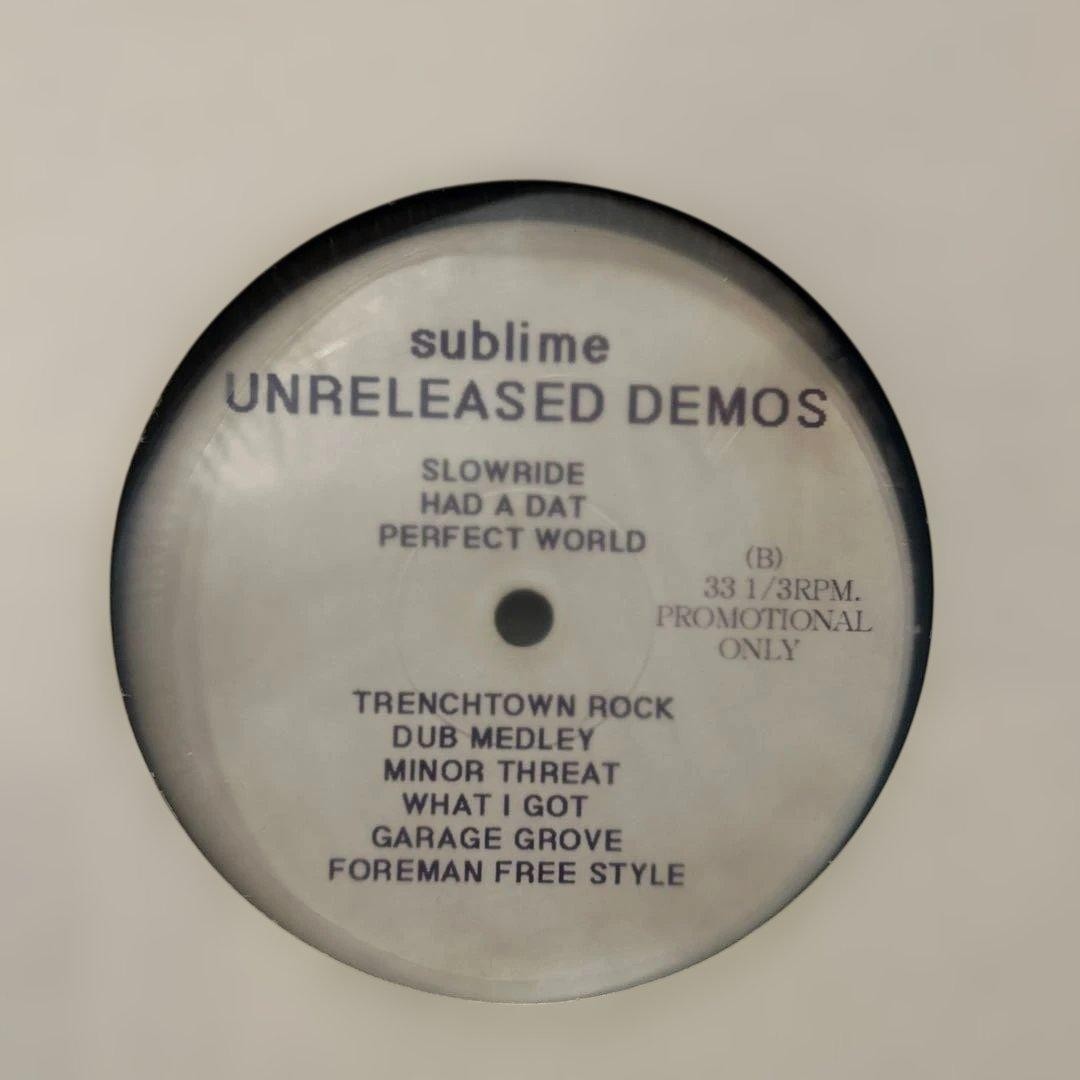 sublime
UNRELEASED DEMOS
SLOWRIDE
HAD A DAT
PERFECT WORLD
(B)
33 1/3RPM.
PROMOTIONAL
ONLY
TRENCHTOWN ROCK
DUB MEDLEY
MINOR THREAT
WHAT I GOT
GARAGE GROVE
FOREMAN FREE STYLE